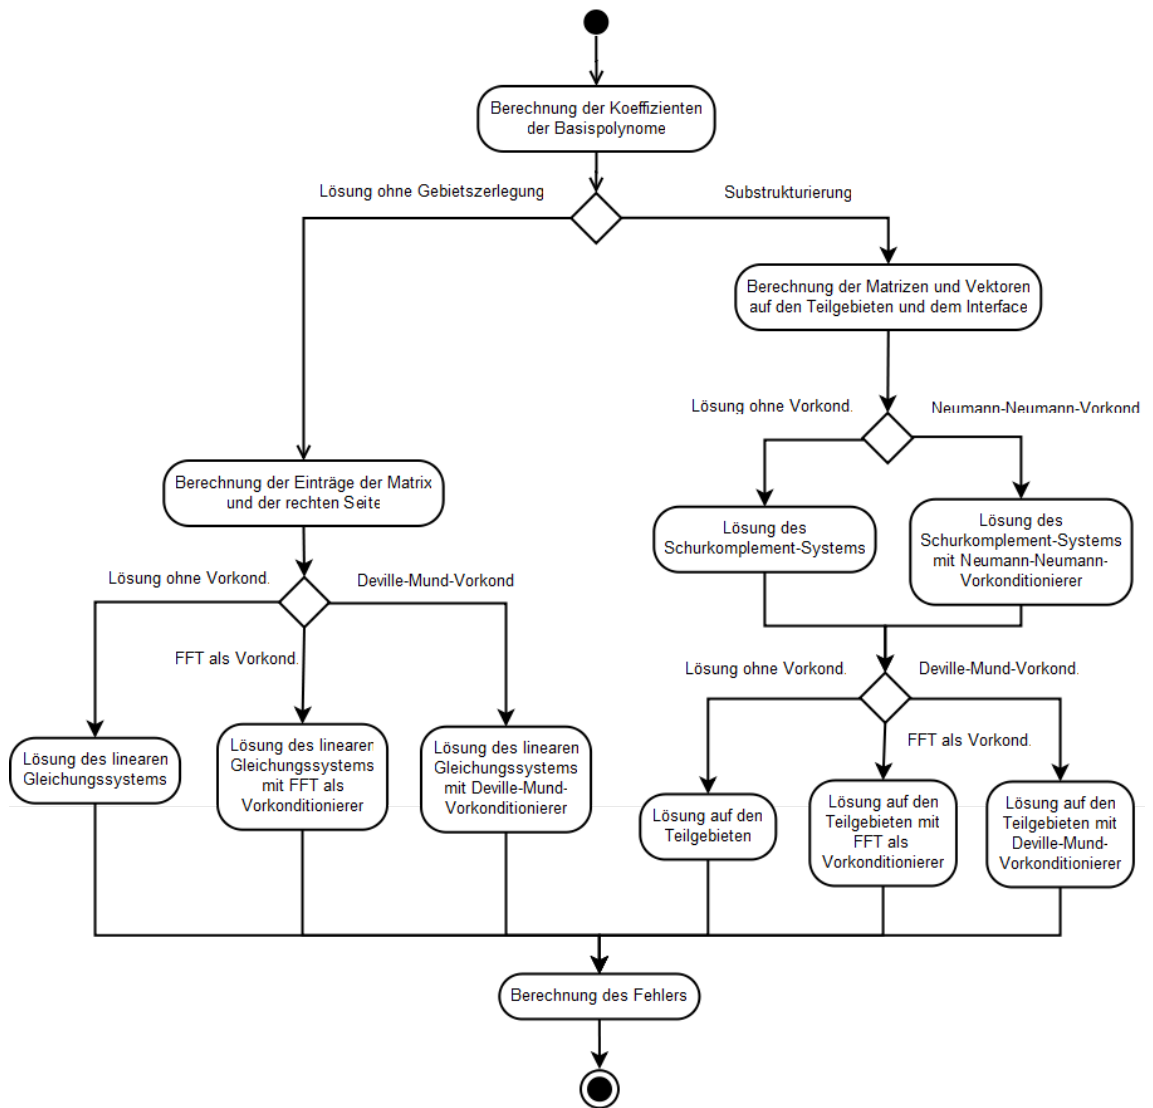 Berechnung der Koeffizienten
der Basispolynome
Lösung ohne Gebietszerlegung
Substrukturierung
Berechnung der Matrizen und Vektoren
auf den Teilgebieten und dem Interface
Lösung ohne Vorkond.
Neumann-Neumann-Vorkond
Berechnung der Einträge der Matrix
und der rechten Seite
Lösung des
Schurkomplement-Systems
Lösung des
Schurkomplement-Systems
mit Neumann-Neumann-
Vorkonditionierer
Lösung ohne Vorkond.
Deville-Mund-Vorkond
FFT als Vorkond.
Lösung ohne Vorkond.
Deville-Mund-Vorkond.
FFT als Vorkond.
Lösung des linearen
Gleichungssystems
Lösung des linearen
Gleichungssystems
mit FFT als
Vorkonditionierer
Lösung des linearen
Gleichungssystems
mit Deville-Mund-
Vorkonditionierer
Lösung auf den
Teilgebieten
Lösung auf den
Teilgebieten mit
FFT als
Vorkonditionierer
Lösung auf den
Teilgebieten mit
Deville-Mund-
Vorkonditionierer
Berechnung des Fehlers